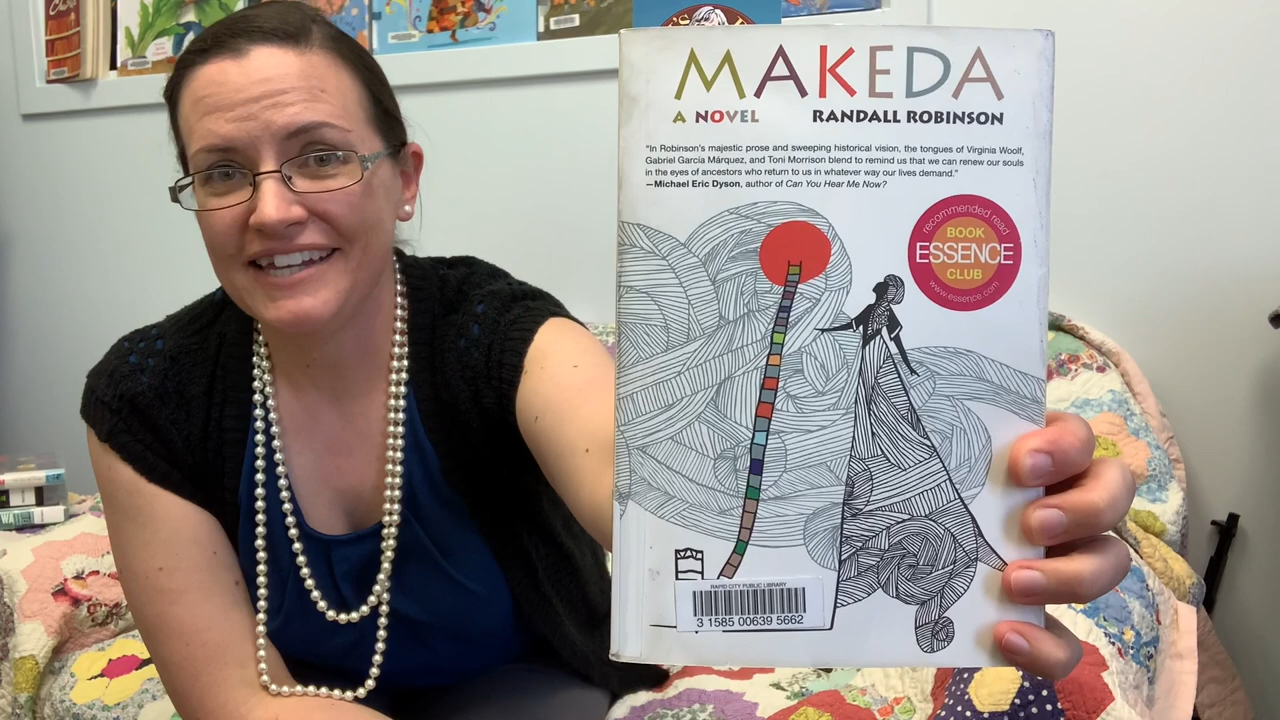 MAKEDA
A NOVEL RANDALL ROBINSON
"In Robinson's majestic prose and sweeping historical vision, the tongues of Virginia Woolf,
Gabriel García Márquez, and Toni Morrison blend to remind us that we can renew our souls
in the eyes of ancestors who return to us in whatever way our lives demand."
—Michael Eric Dyson, author of Can You Hear Me Now?
recommended read
BOOK
ESSENCE
CLUB
www.essence.com
RAPID CITY PUBLIC LIBRARY
3 1585 00639 5662